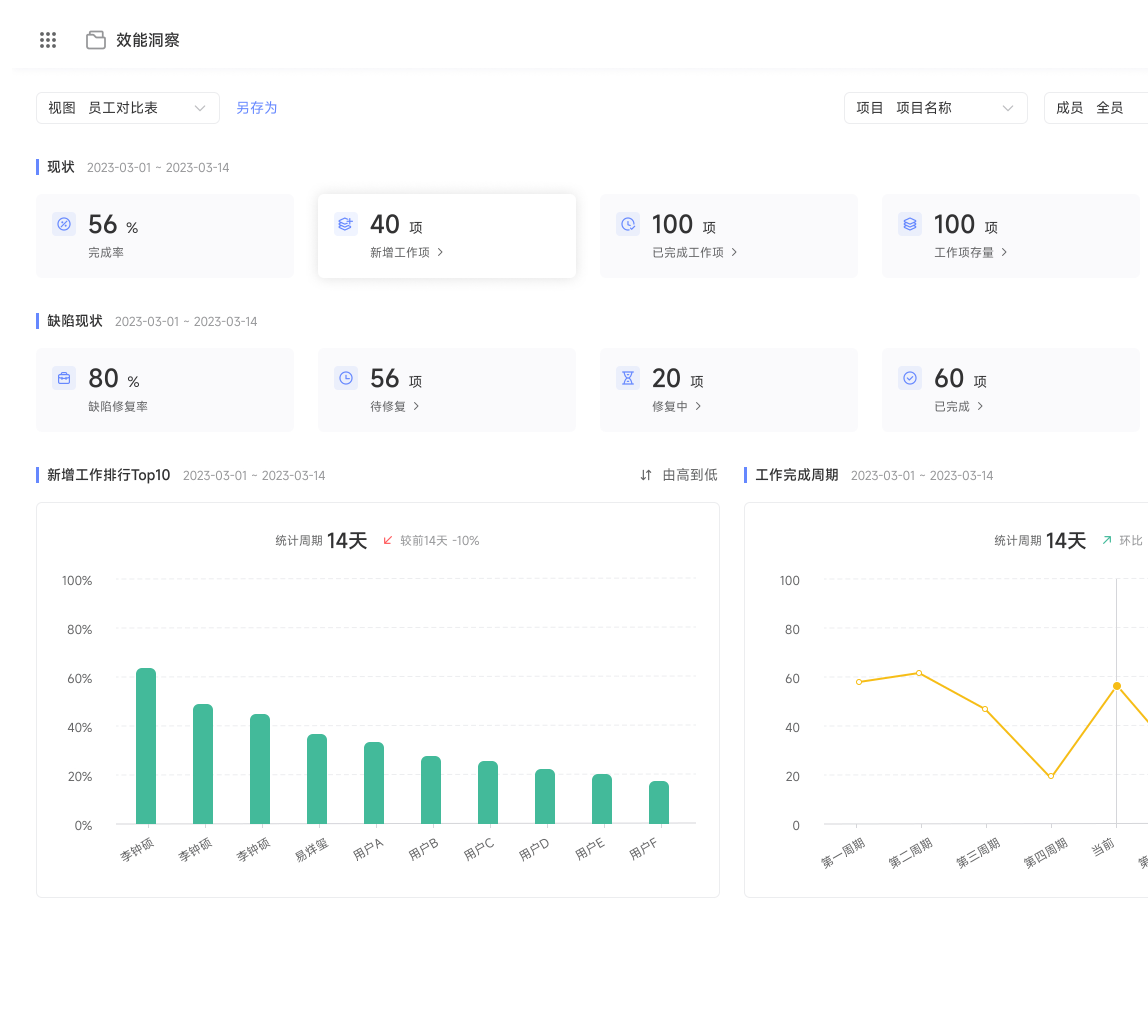 效能洞察
视图 员工对比表 另存为 项目 项目名称 成员 全员
现状 2023-03-01 ~ 2023-03-14
56 % 40 项 100 项 100 项
完成率 新增工作项 已完成工作项 工作项存量
缺陷现状 2023-03-01 ~ 2023-03-14
80 % 56 项 20 项 60 项
缺陷修复率 待修复 修复中 已完成
新增工作排行Top10 2023-03-01 ~ 2023-03-14 由高到低
统计周期 14天 较前14天 -10%
100%
80%
60%
40%
20%
0%
李钟硕 李钟硕 李钟硕 易烊玺 用户A 用户B 用户C 用户D 用户E 用户F
工作完成周期 2023-03-01 ~ 2023-03-14
统计周期 14天 环比
100
80
60
40
20
0
第一周期 第二周期 第三周期 第四周期 当前